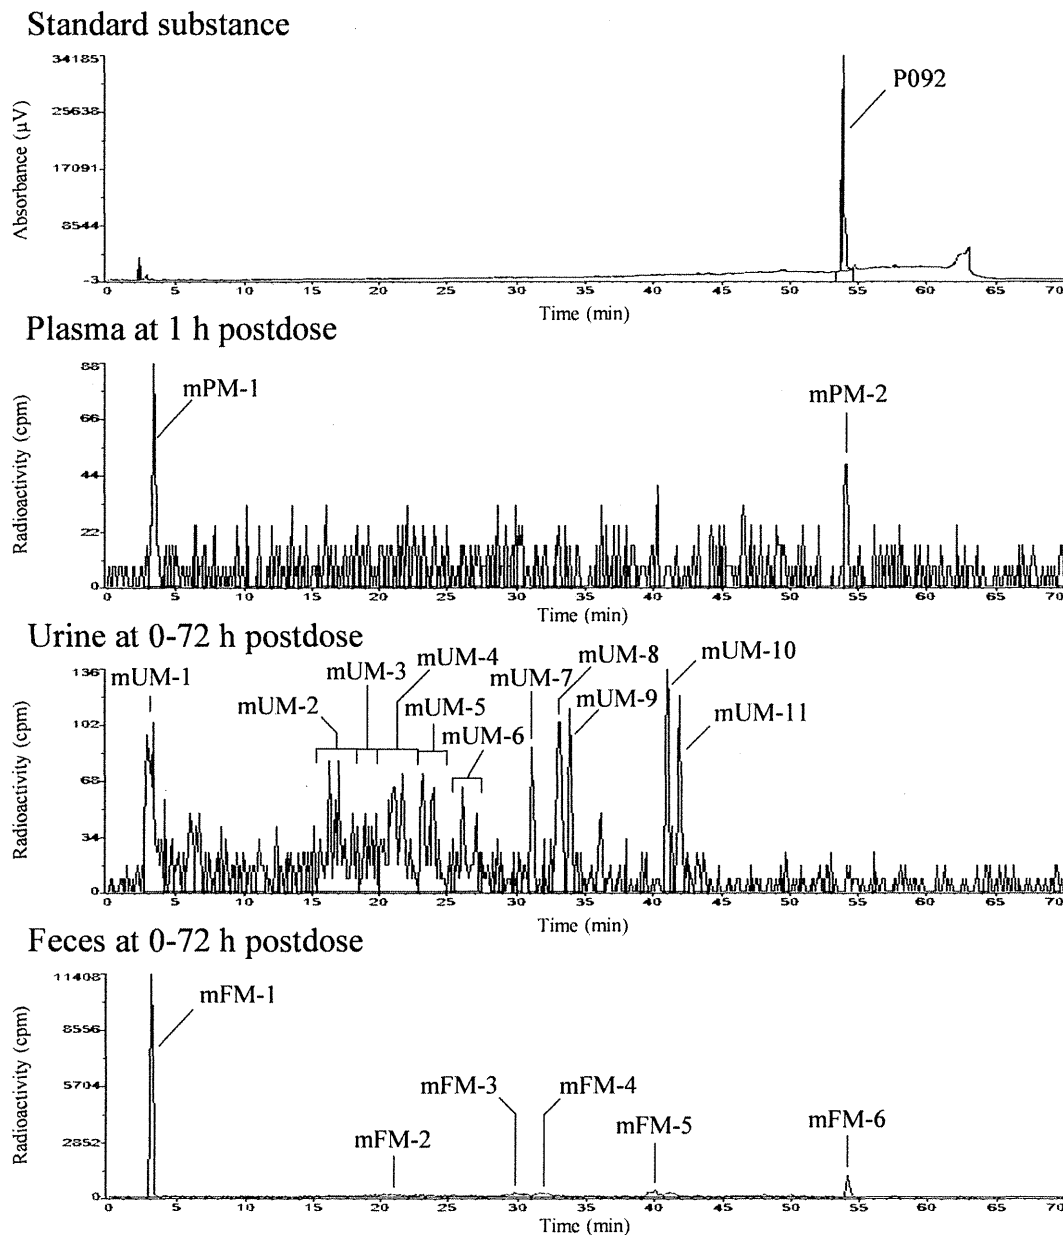 Standard substance
Absorbance (µV)
34185
25638
17091
8544
-3
P092
0 5 10 15 20 25 30 35 40 45 50 55 60 65 70
Time (min)
Plasma at 1 h postdose
Radioactivity (cpm)
88
66
44
22
0
mPM-1
mPM-2
0 5 10 15 20 25 30 35 40 45 50 55 60 65 70
Time (min)
Urine at 0-72 h postdose
Radioactivity (cpm)
136
102
68
34
0
mUM-1
mUM-2
mUM-3
mUM-4
mUM-5
mUM-6
mUM-7
mUM-8
mUM-9
mUM-10
mUM-11
0 5 10 15 20 25 30 35 40 45 50 55 60 65 70
Time (min)
Feces at 0-72 h postdose
Radioactivity (cpm)
11408
8556
5704
2852
0
mFM-1
mFM-2
mFM-3
mFM-4
mFM-5
mFM-6
0 5 10 15 20 25 30 35 40 45 50 55 60 65 70
Time (min)